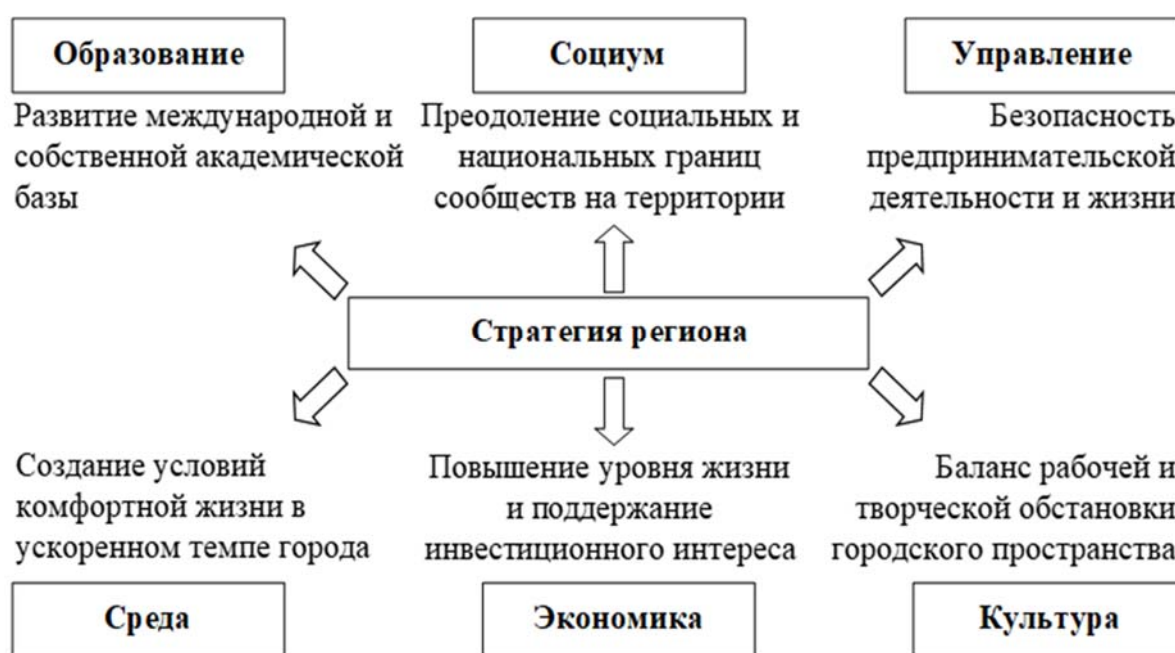 Образование
Развитие международной и
собственной академической
базы
Социум
Преодоление социальных и
национальных границ
сообществ на территории
Управление
Безопасность
предпринимательской
деятельности и жизни
Стратегия региона
Создание условий
комфортной жизни в
ускоренном темпе города
Среда
Повышение уровня жизни
и поддержание
инвестиционного интереса
Экономика
Баланс рабочей и
творческой обстановки
городского пространства
Культура